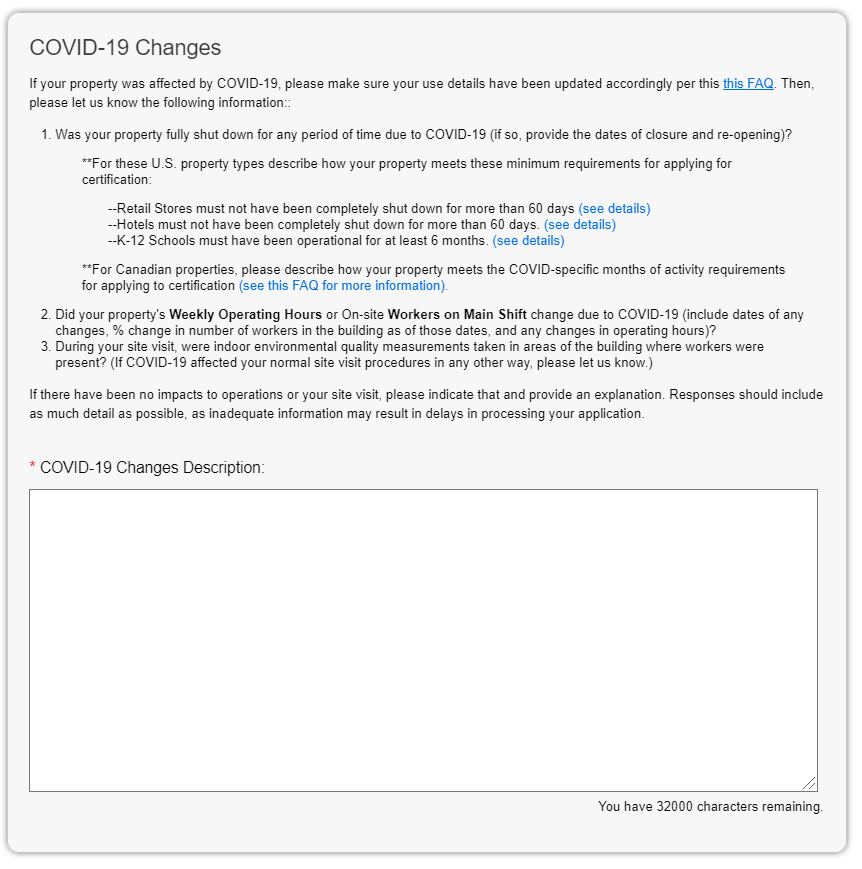 COVID-19 Changes
If your property was affected by COVID-19, please make sure your use details have been updated accordingly per this this FAQ. Then,
please let us know the following information::
1. Was your property fully shut down for any period of time due to COVID-19 (if so, provide the dates of closure and re-opening)?
**For these U.S. property types describe how your property meets these minimum requirements for applying for
certification:
--Retail Stores must not have been completely shut down for more than 60 days (see details)
--Hotels must not have been completely shut down for more than 60 days. (see details)
--K-12 Schools must have been operational for at least 6 months. (see details)
**For Canadian properties, please describe how your property meets the COVID-specific months of activity requirements
for applying to certification (see this FAQ for more information).
2. Did your property's Weekly Operating Hours or On-site Workers on Main Shift change due to COVID-19 (include dates of any
changes, % change in number of workers in the building as of those dates, and any changes in operating hours)?
3. During your site visit, were indoor environmental quality measurements taken in areas of the building where workers were
present? (If COVID-19 affected your normal site visit procedures in any other way, please let us know.)
If there have been no impacts to operations or your site visit, please indicate that and provide an explanation. Responses should include
as much detail as possible, as inadequate information may result in delays in processing your application.
* COVID-19 Changes Description:
You have 32000 characters remaining.